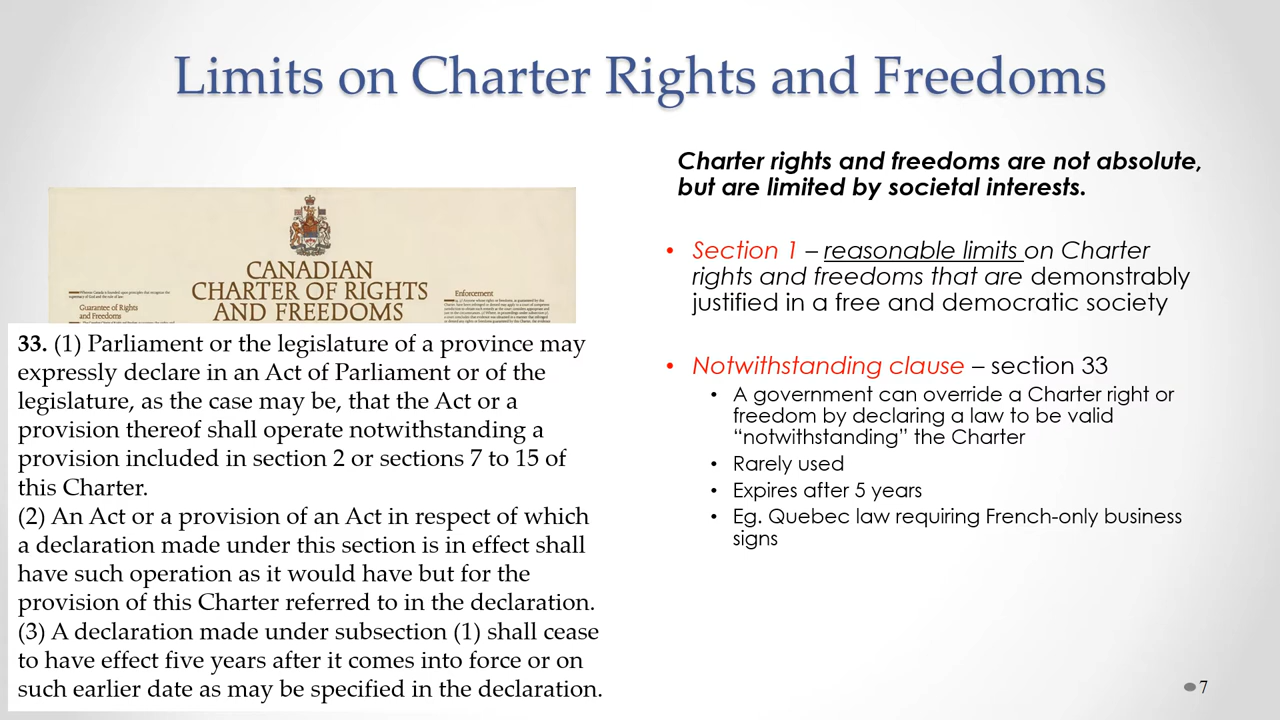 Limits on Charter Rights and Freedoms
CANADIAN
CHARTER OF RIGHTS
AND FREEDOMS
Guarantee of Rights
and Freedoms
Enforcement
33. (1) Parliament or the legislature of a province may
expressly declare in an Act of Parliament or of the
legislature, as the case may be, that the Act or a
provision thereof shall operate notwithstanding a
provision included in section 2 or sections 7 to 15 of
this Charter.
(2) An Act or a provision of an Act in respect of which
a declaration made under this section is in effect shall
have such operation as it would have but for the
provision of this Charter referred to in the declaration.
(3) A declaration made under subsection (1) shall cease
to have effect five years after it comes into force or on
such earlier date as may be specified in the declaration.
Charter rights and freedoms are not absolute,
but are limited by societal interests.
• Section 1 – reasonable limits on Charter
rights and freedoms that are demonstrably
justified in a free and democratic society
• Notwithstanding clause – section 33
• A government can override a Charter right or
freedom by declaring a law to be valid
“notwithstanding” the Charter
• Rarely used
• Expires after 5 years
• Eg. Quebec law requiring French-only business
signs
7